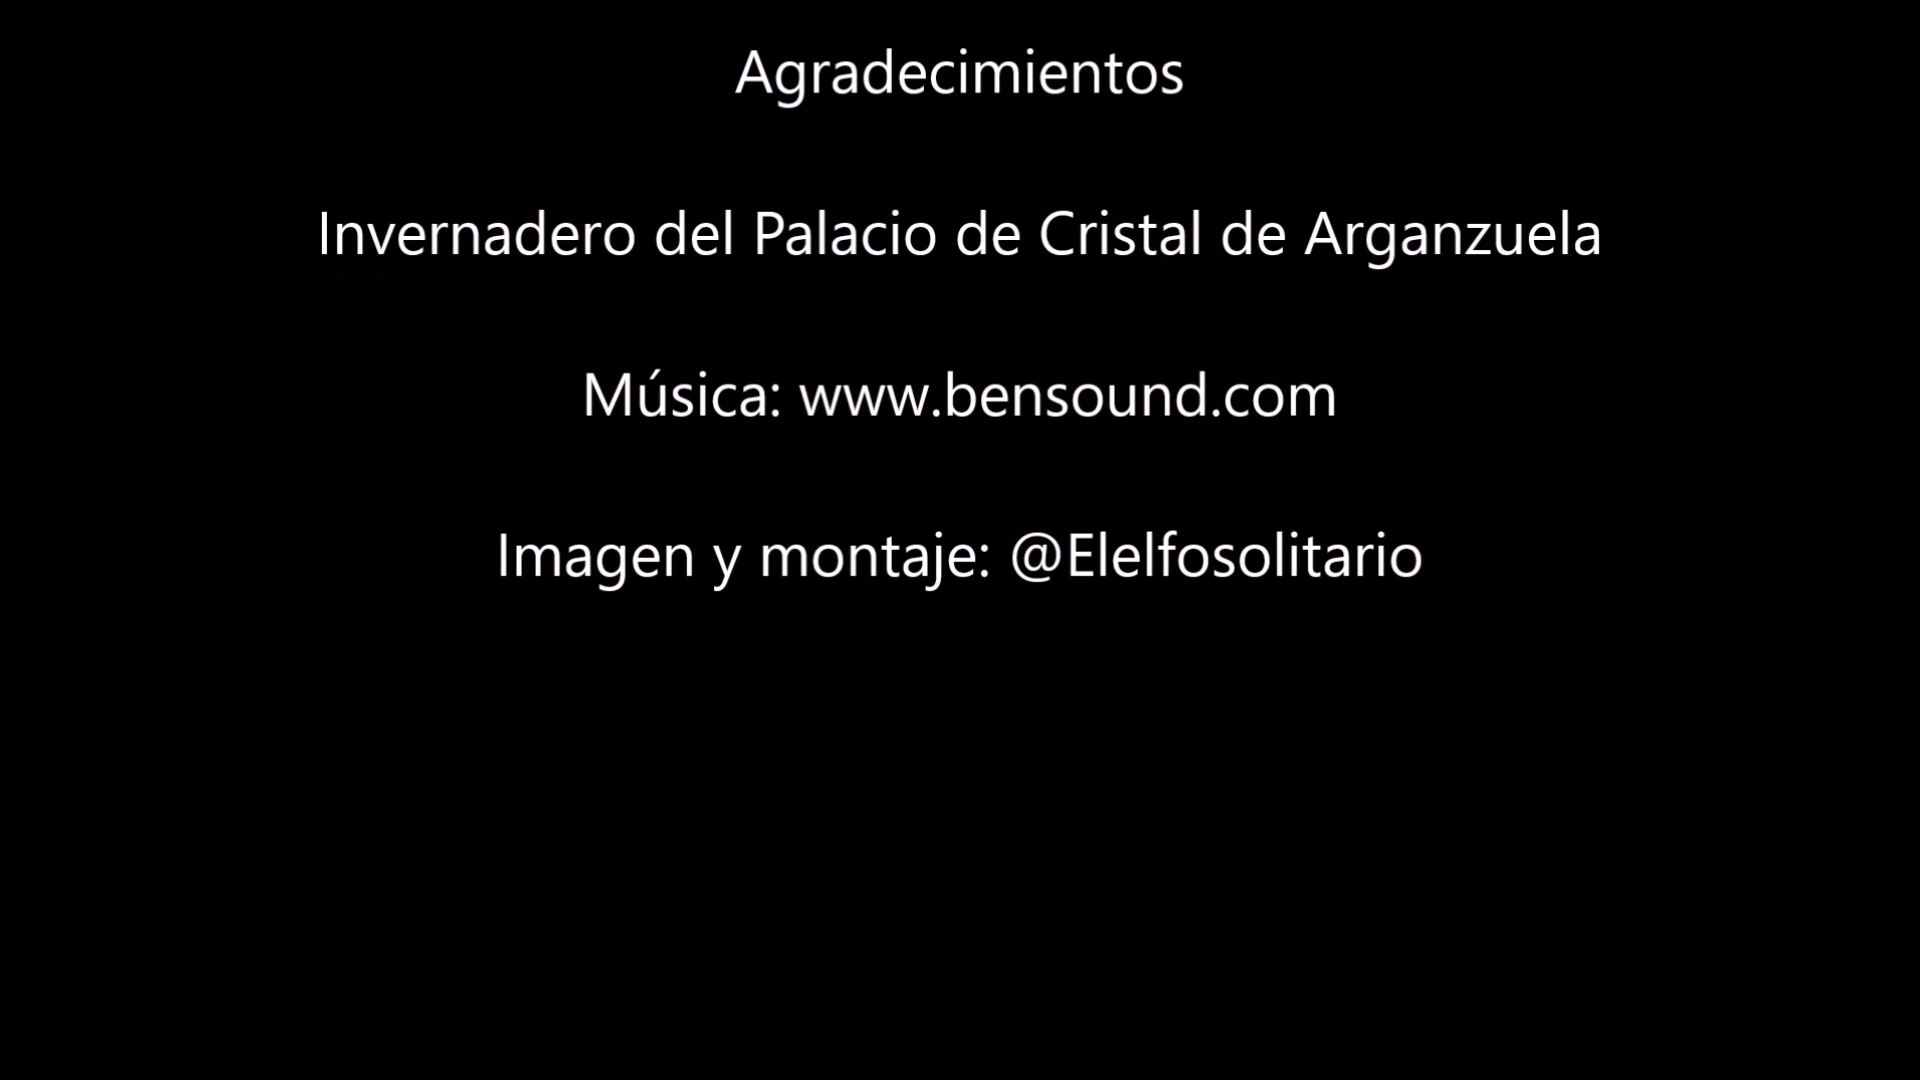 Agradecimientos
Invernadero del Palacio de Cristal de Arganzuela
Música: www.bensound.com
Imagen y montaje: @Elelfosolitario